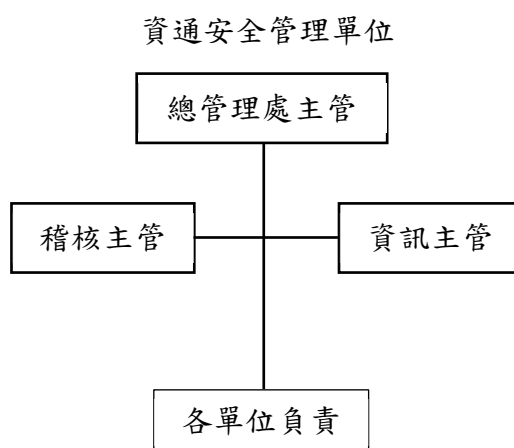 資通安全管理單位
總管理處主管
稽核主管
資訊主管
各單位負責